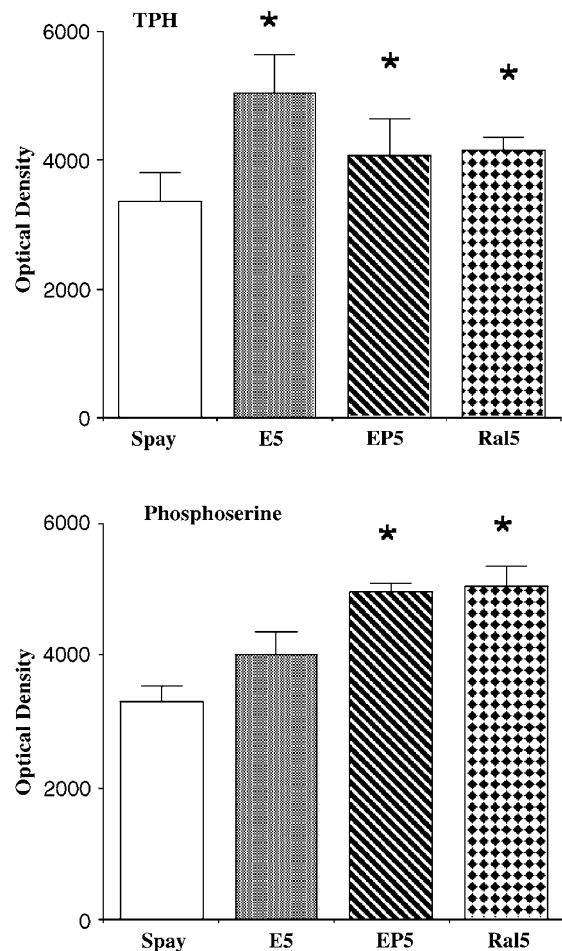 TPH
6000
4000
2000
0
Optical Density
Spay E5 EP5 Ral5
Phosphoserine
6000
4000
2000
0
Optical Density
Spay E5 EP5 Ral5